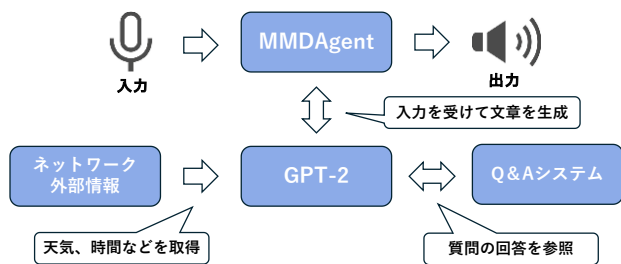 MMDAgent
入力
出力
入力を受けて文章を生成
ネットワーク
外部情報
GPT-2
Q&Aシステム
天気、時間などを取得
質問の回答を参照